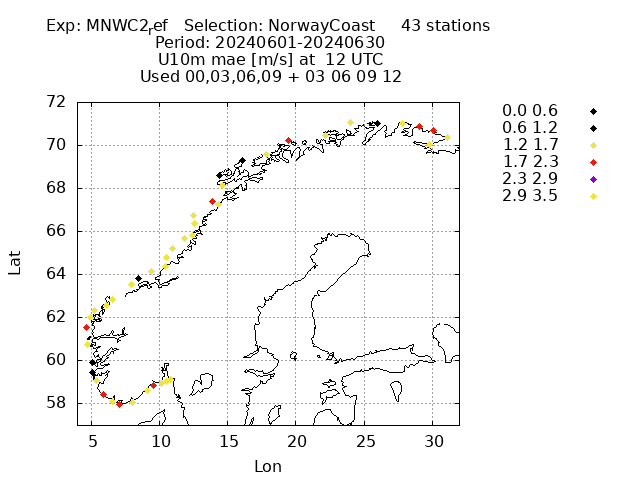 Exp: MNWC2ref Selection: NorwayCoast 43 stations
Period: 20240601-20240630
U10m mae [m/s] at 12 UTC
Used 00,03,06,09 + 03 06 09 12
72
70
68
66
64
62
60
58
Lat
5 10 15 20 25 30
Lon
0.0 0.6
0.6 1.2
1.2 1.7
1.7 2.3
2.3 2.9
2.9 3.5